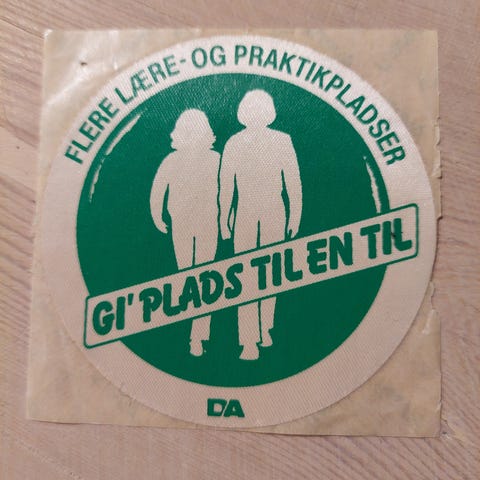 FLERE LÆRE- OG PRAKTIKPLADSER
GI' PLADS TIL EN TIL
DA